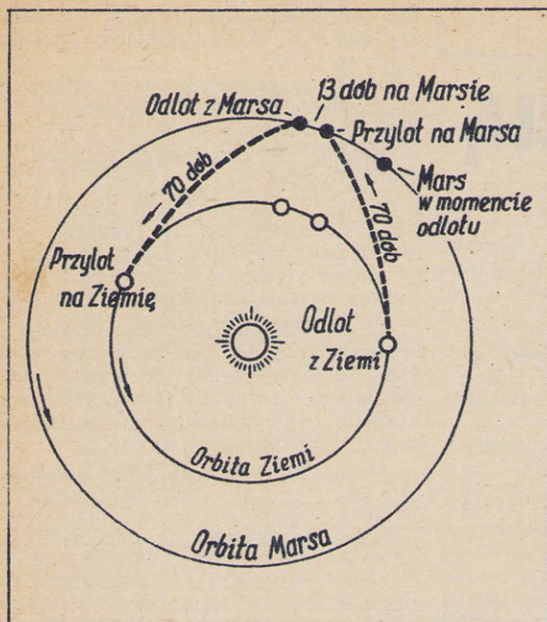 Odlot z Marsa
13 dób na Marsie
Przylot na Marsa
70 dób
Mars
w momencie
odlotu
70 dób
Przylot
na Ziemię
Odlot
z Ziemi
Orbita Ziemi
Orbita Marsa